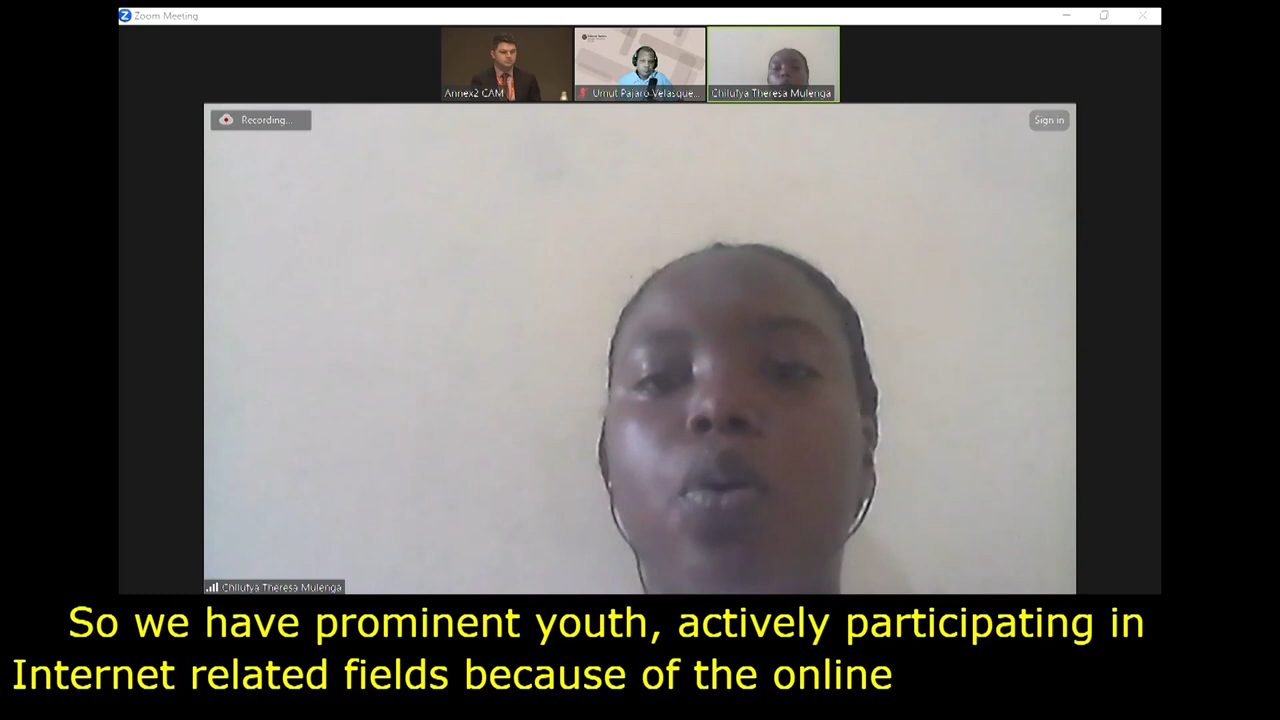 Zoom Meeting
Annex2 CAM
Umut Pajaro Velasque...
Chilufya Theresa Mulenga
Recording...
Sign in
Chilufya Theresa Mulenga
So we have prominent youth, actively participating in
Internet related fields because of the online